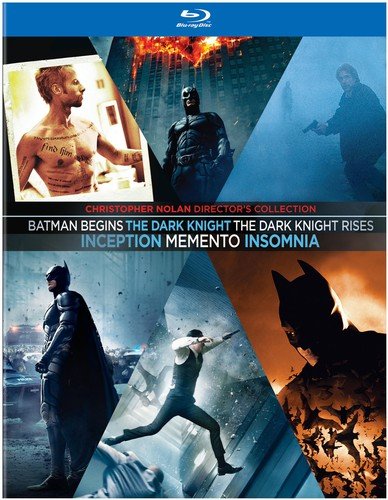 Blu-ray Disc
find him
CHRISTOPHER NOLAN DIRECTOR'S COLLECTION
BATMAN BEGINS THE DARK KNIGHT THE DARK KNIGHT RISES
INCEPTION MEMENTO INSOMNIA